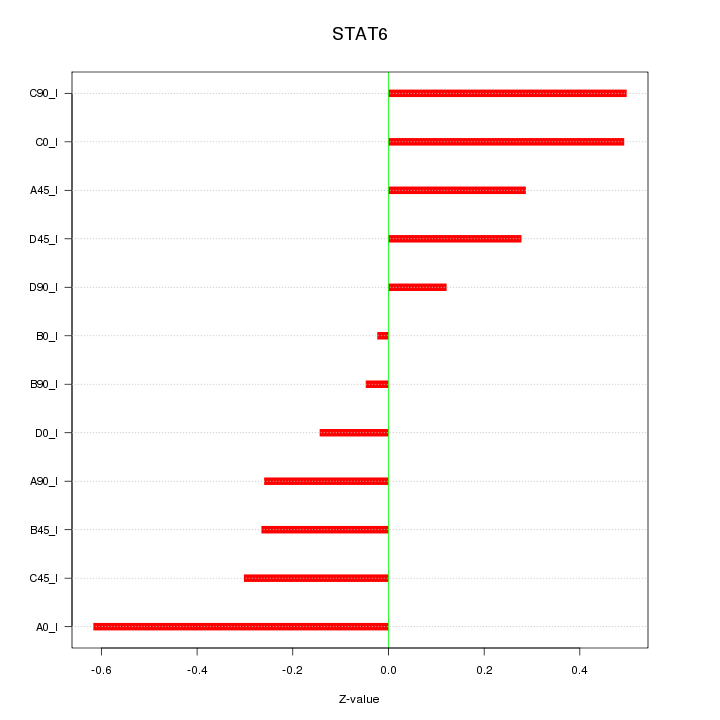 STAT6
C90_I
C0_I
A45_I
D45_I
D90_I
B0_I
B90_I
D0_I
A90_I
B45_I
C45_I
A0_I
-0.6 -0.4 -0.2 0.0 0.2 0.4
Z-value